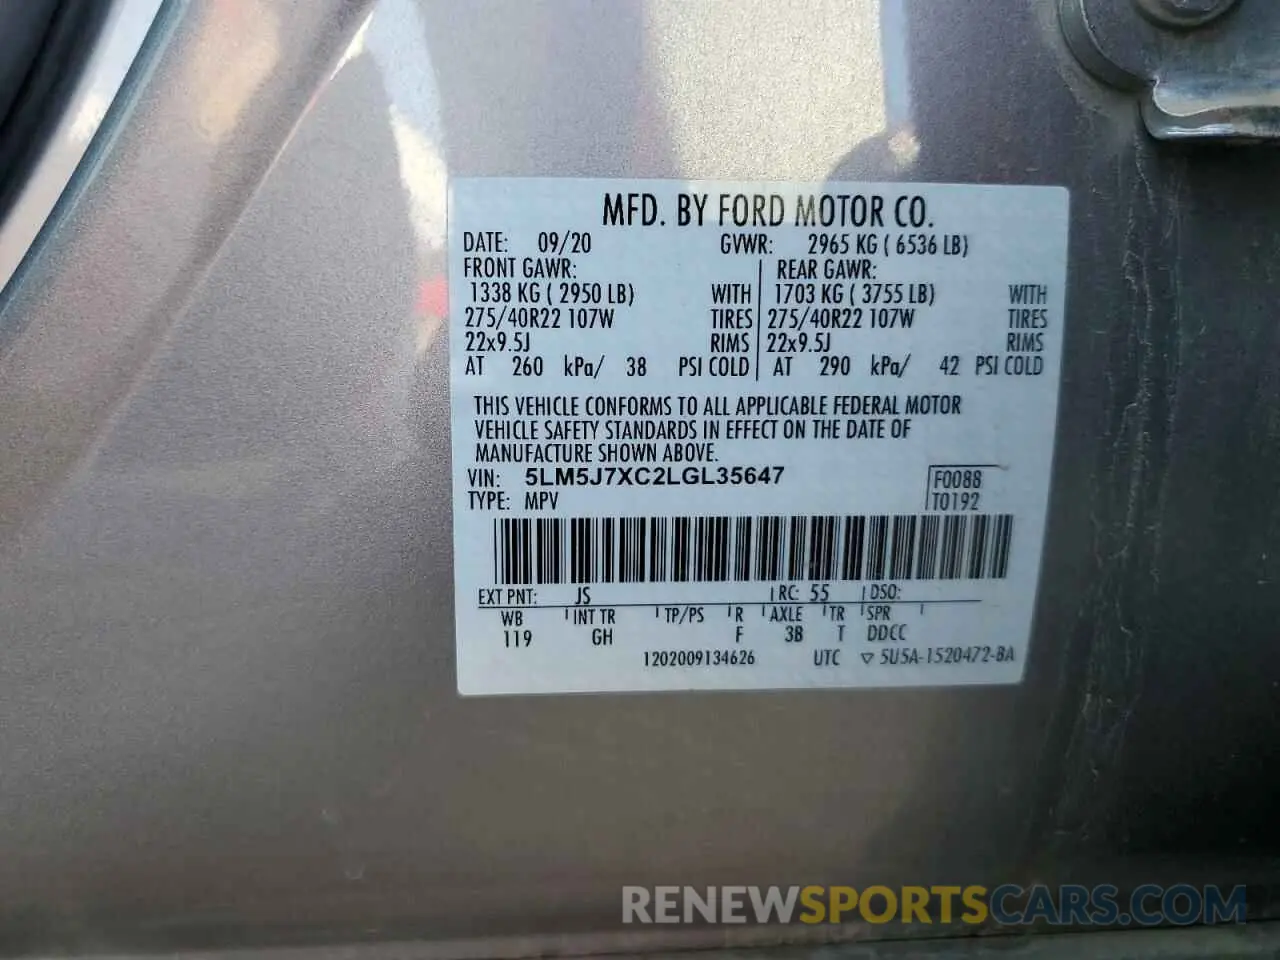 MFD. BY FORD MOTOR CO.
DATE: 09/20 GVWR: 2965 KG ( 6536 LB)
FRONT GAWR: REAR GAWR:
1338 KG ( 2950 LB) WITH 1703 KG ( 3755 LB) WITH
275/40R22 107W TIRES 275/40R22 107W TIRES
22x9.5J RIMS 22x9.5J RIMS
AT 260 kPa/ 38 PSI COLD AT 290 kPa/ 42 PSI COLD
THIS VEHICLE CONFORMS TO ALL APPLICABLE FEDERAL MOTOR
VEHICLE SAFETY STANDARDS IN EFFECT ON THE DATE OF
MANUFACTURE SHOWN ABOVE.
VIN: 5LM5J7XC2LGL35647 F0088
TYPE: MPV T0192
EXT PNT: JS RC: 55 DSO:
WB INT TR TP/PS R AXLE TR SPR
119 GH F 3B T DDCC
1202009134626 UTC ▽ 5U5A-1520472-BA
RENEWSPORTSCARS.COM